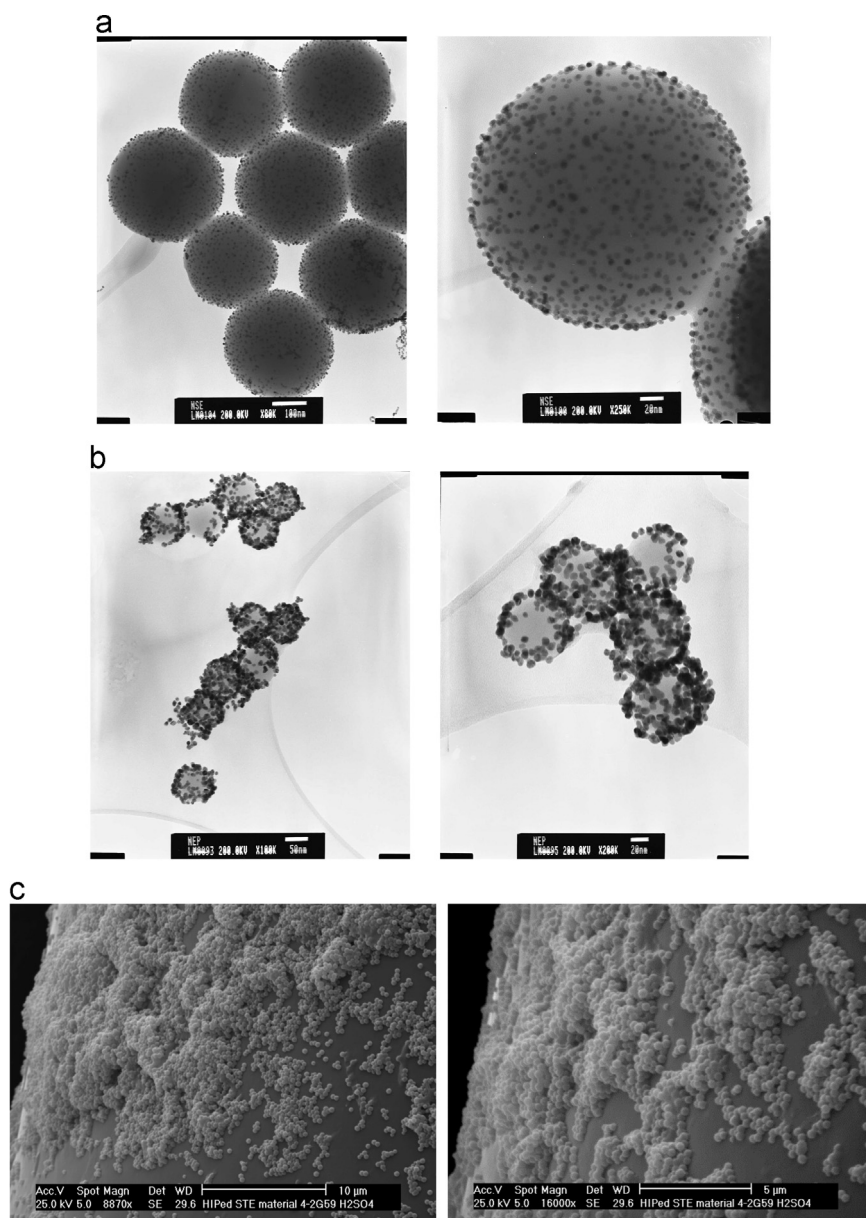 a
NSE
LM0104 200.0KV X80K 100nm
NSE
LM0100 200.0KV X250K 20nm
b
NEP
LM0093 200.0KV X100K 50nm
NEP
LM0095 200.0KV X200K 20nm
c
Acc.V Spot Magn Det WD 10 µm
25.0 kV 5.0 8870x SE 29.6 HIPed STE material 4-2G59 H2SO4
Acc.V Spot Magn Det WD 5 µm
25.0 kV 5.0 16000x SE 29.6 HIPed STE material 4-2G59 H2SO4